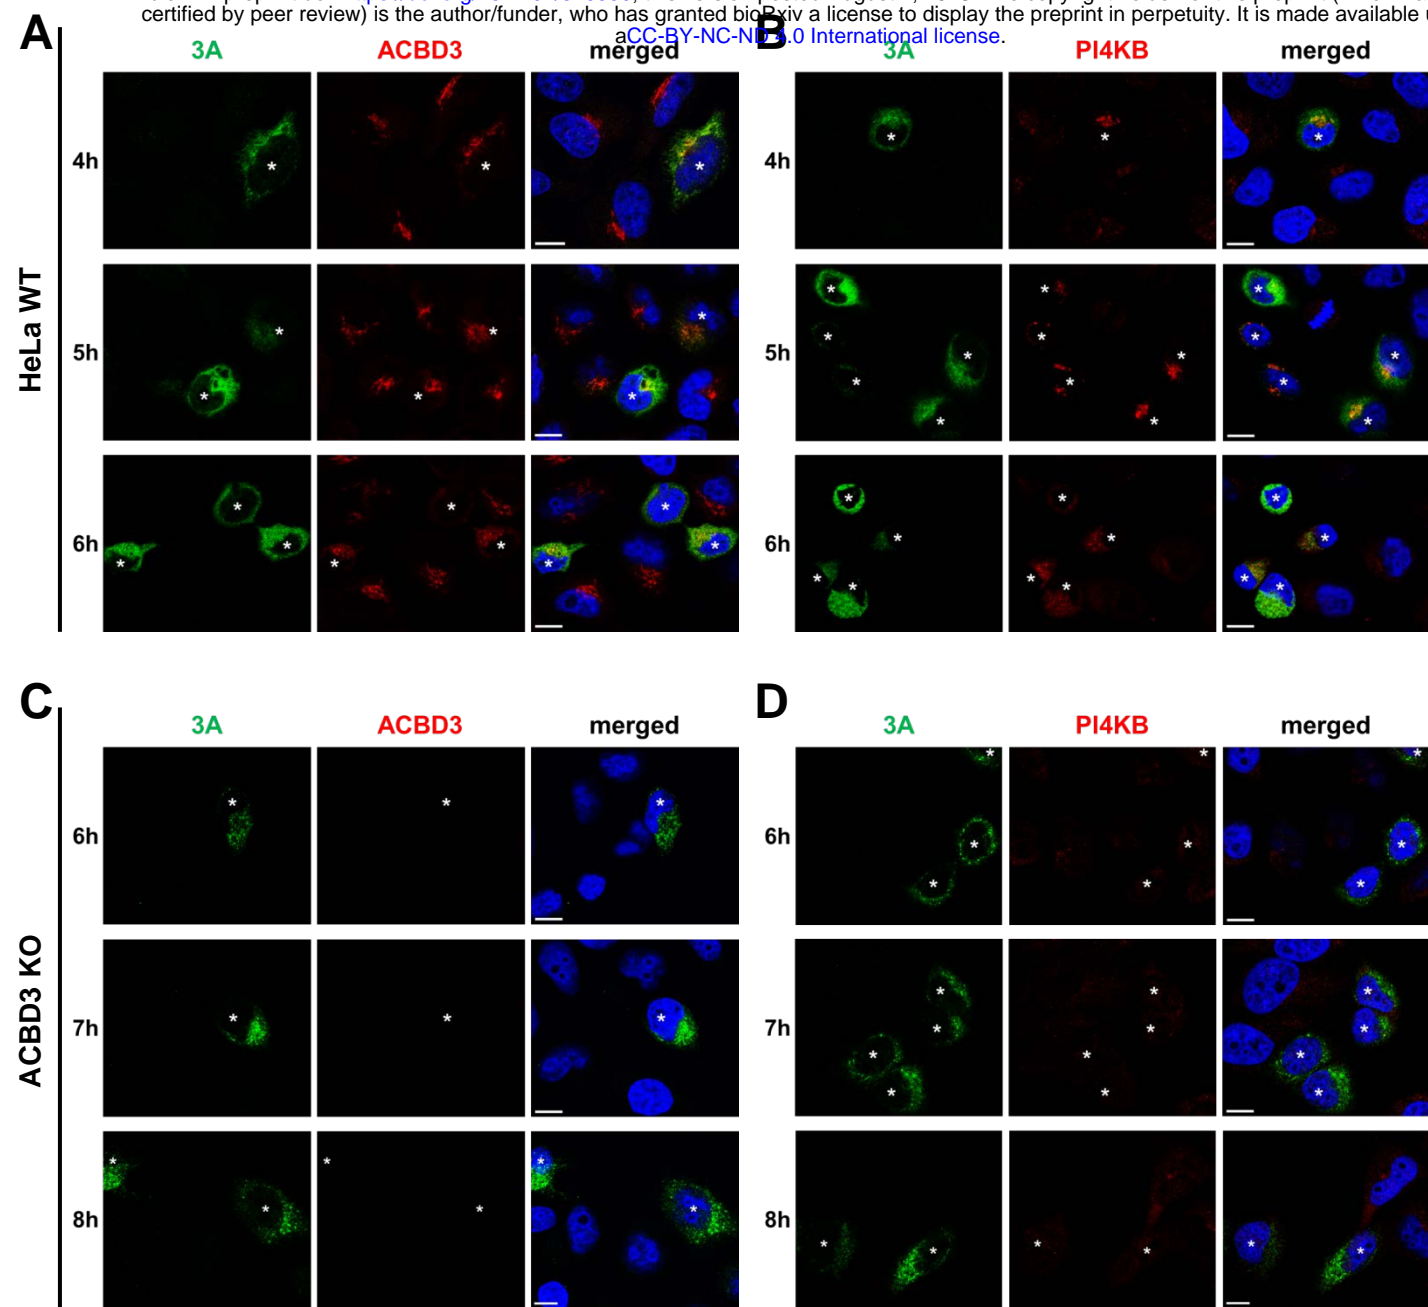 certified by peer review) is the author/funder, who has granted bioRxiv a license to display the preprint in perpetuity. It is made available
aCC-BY-NC-ND 4.0 International license.
A
B
3A ACBD3 merged
3A PI4KB merged
HeLa WT
4h
* * *
4h
* * *
5h
* * *
* * *
5h
* * *
* * *
* * *
* * *
* * *
6h
* * *
* * *
* * *
6h
* * *
* * *
* * *
* * *
C
D
3A ACBD3 merged
3A PI4KB merged
ACBD3 KO
6h
* * *
6h
* * *
* * *
* * *
7h
* * *
7h
* * *
* * *
* * *
* * *
8h
* * *
* * *
8h
* * *
* * *